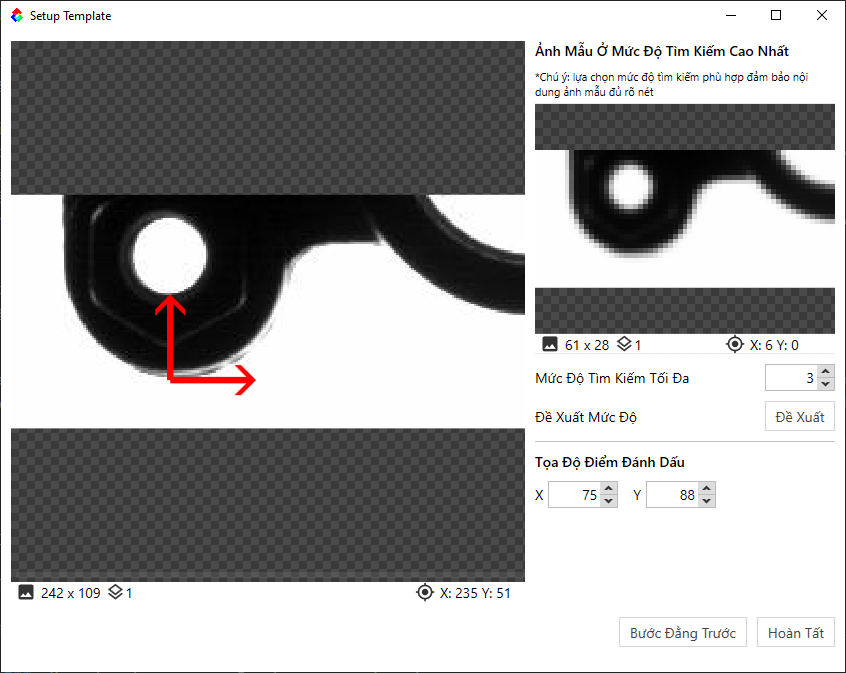 Setup Template
Ảnh Mẫu Ở Mức Độ Tìm Kiếm Cao Nhất
*Chú ý: lựa chọn mức độ tìm kiếm phù hợp đảm bảo nội
dung ảnh mẫu đủ rõ nét
61 x 28 1 X: 6 Y: 0
Mức Độ Tìm Kiếm Tối Đa 3
Đề Xuất Mức Độ Đề Xuất
Tọa Độ Điểm Đánh Dấu
X 75 Y 88
242 x 109 1 X: 235 Y: 51
Bước Đằng Trước Hoàn Tất